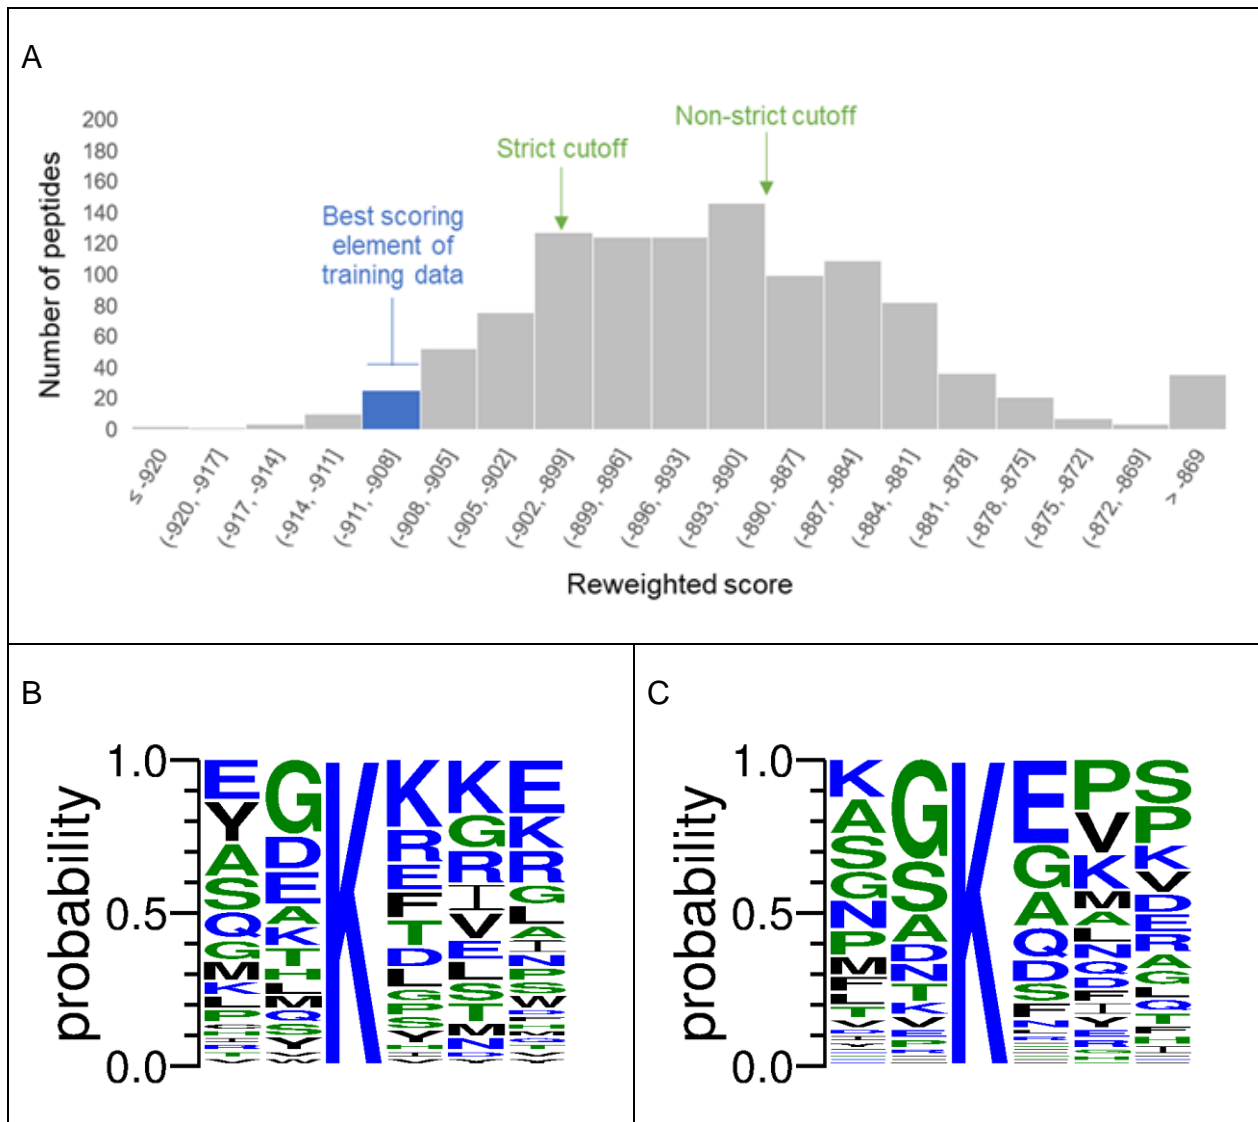 A
Non-strict cutoff
Strict cutoff
Best scoring
element of
training data
Number of peptides
200
180
160
140
120
100
80
60
40
20
0
≤ -920
(-920, -917]
(-917, -914]
(-914, -911]
(-911, -908]
(-908, -905]
(-905, -902]
(-902, -899]
(-899, -896]
(-896, -893]
(-893, -890]
(-890, -887]
(-887, -884]
(-884, -881]
(-881, -878]
(-878, -875]
(-875, -872]
(-872, -869]
> -869
Reweighted score
B
probability
1.0
0.5
0.0
E G K K K E
Y D R G K
A E E R R
S A F I G
Q K T V L
G T D E A
M H L L I
K L G S N
L M P T P
P Q S M S
C
probability
1.0
0.5
0.0
K G K E P S
A S G V P
S A A K K
G D Q M V
N N D A D
P T S L E
M K F N R